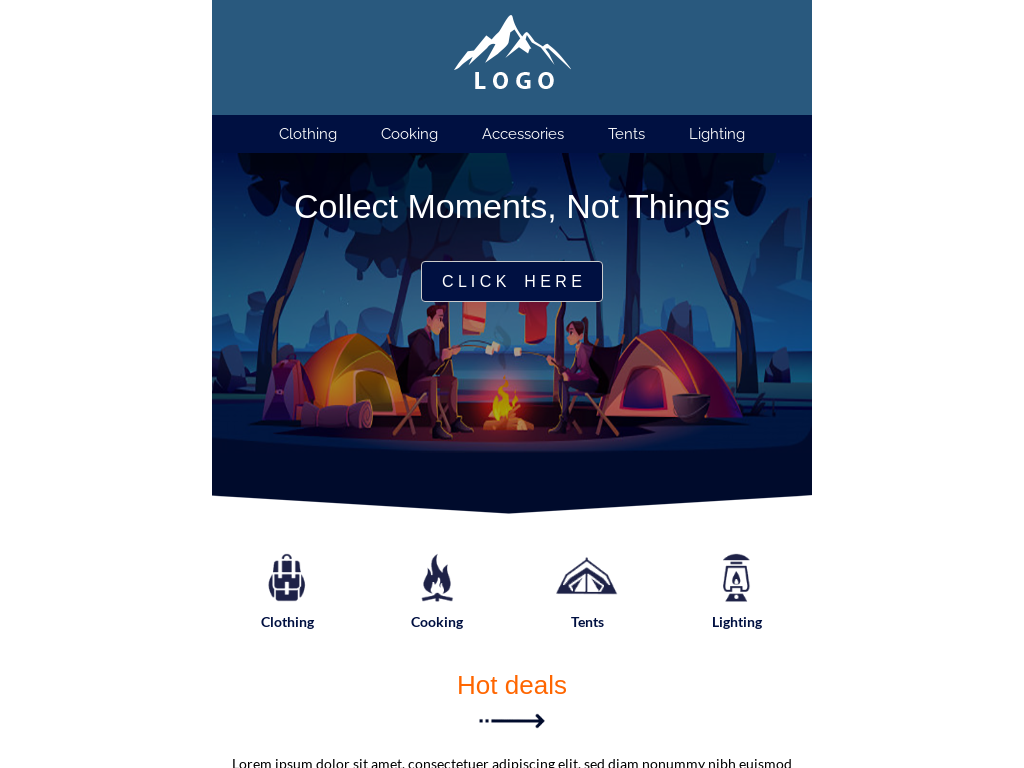 LOGO
Clothing Cooking Accessories Tents Lighting
Collect Moments, Not Things
CLICK HERE
Clothing Cooking Tents Lighting
Hot deals
Lorem ipsum dolor sit amet, consectetuer adipiscing elit, sed diam nonummy nibh euismod